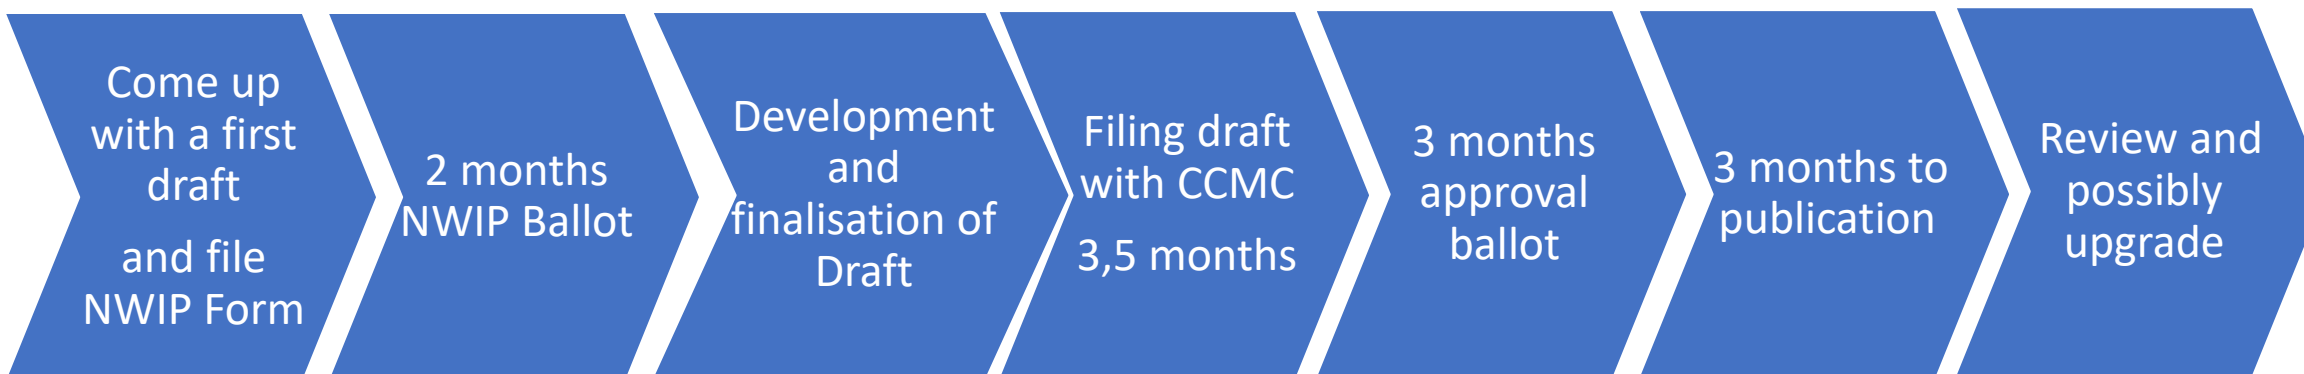 Come up
with a first
draft
and file
NWIP Form
2 months
NWIP Ballot
Development
and
finalisation of
Draft
Filing draft
with CCMC
3,5 months
3 months
approval
ballot
3 months to
publication
Review and
possibly
upgrade